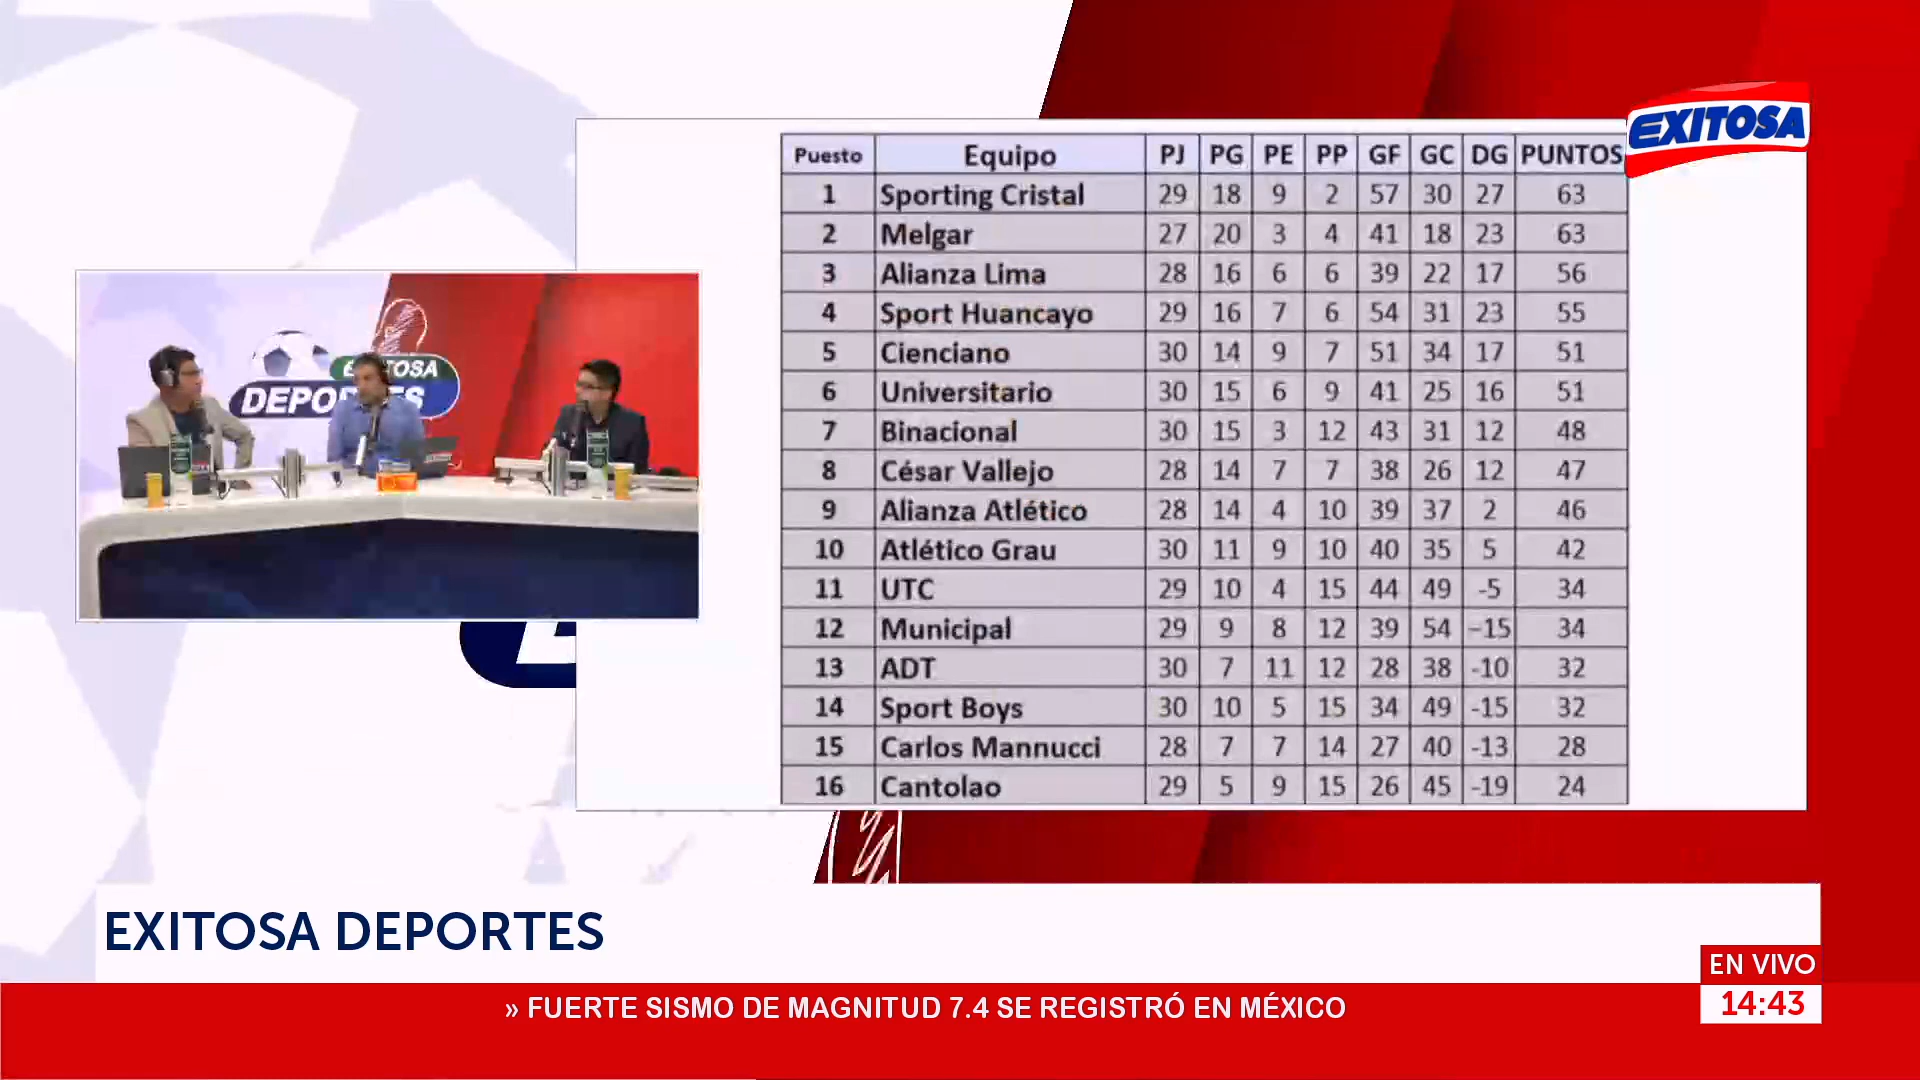 EXITOSA
Puesto Equipo PJ PG PE PP GF GC DG PUNTOS
1 Sporting Cristal 29 18 9 2 57 30 27 63
2 Melgar 27 20 3 4 41 18 23 63
3 Alianza Lima 28 16 6 6 39 22 17 56
4 Sport Huancayo 29 16 7 6 54 31 23 55
5 Cienciano 30 14 9 7 51 34 17 51
6 Universitario 30 15 6 9 41 25 16 51
7 Binacional 30 15 3 12 43 31 12 48
8 César Vallejo 28 14 7 7 38 26 12 47
9 Alianza Atlético 28 14 4 10 39 37 2 46
10 Atlético Grau 30 11 9 10 40 35 5 42
11 UTC 29 10 4 15 44 49 -5 34
12 Municipal 29 9 8 12 39 54 -15 34
13 ADT 30 7 11 12 28 38 -10 32
14 Sport Boys 30 10 5 15 34 49 -15 32
15 Carlos Mannucci 28 7 7 14 27 40 -13 28
16 Cantolao 29 5 9 15 26 45 -19 24
EXITOSA DEPORTES
EN VIVO
14:43
» FUERTE SISMO DE MAGNITUD 7.4 SE REGISTRÓ EN MÉXICO